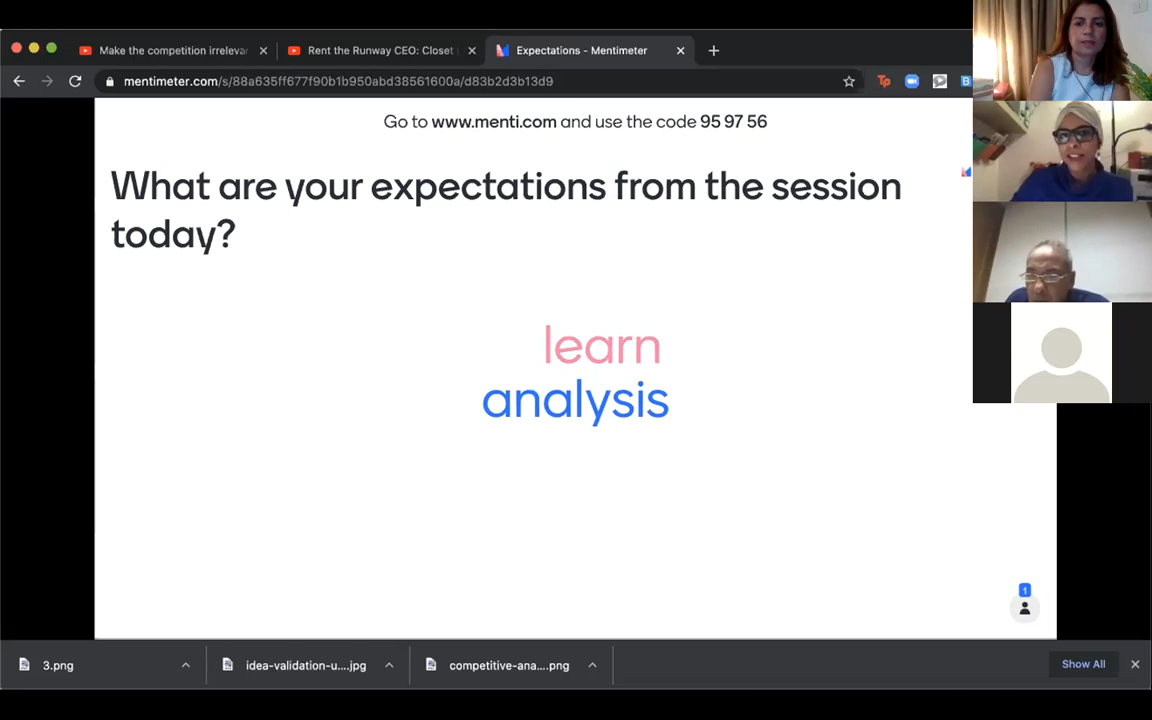 Make the competition irreleva
Rent the Runway CEO: Closet
Expectations - Mentimeter
mentimeter.com/s/88a635ff677f90b1b950abd38561600a/d83b2d3b13d9
Go to www.menti.com and use the code 95 97 56
What are your expectations from the session
today?
learn
analysis
1
3.png
idea-validation-u....jpg
competitive-ana....png
Show All